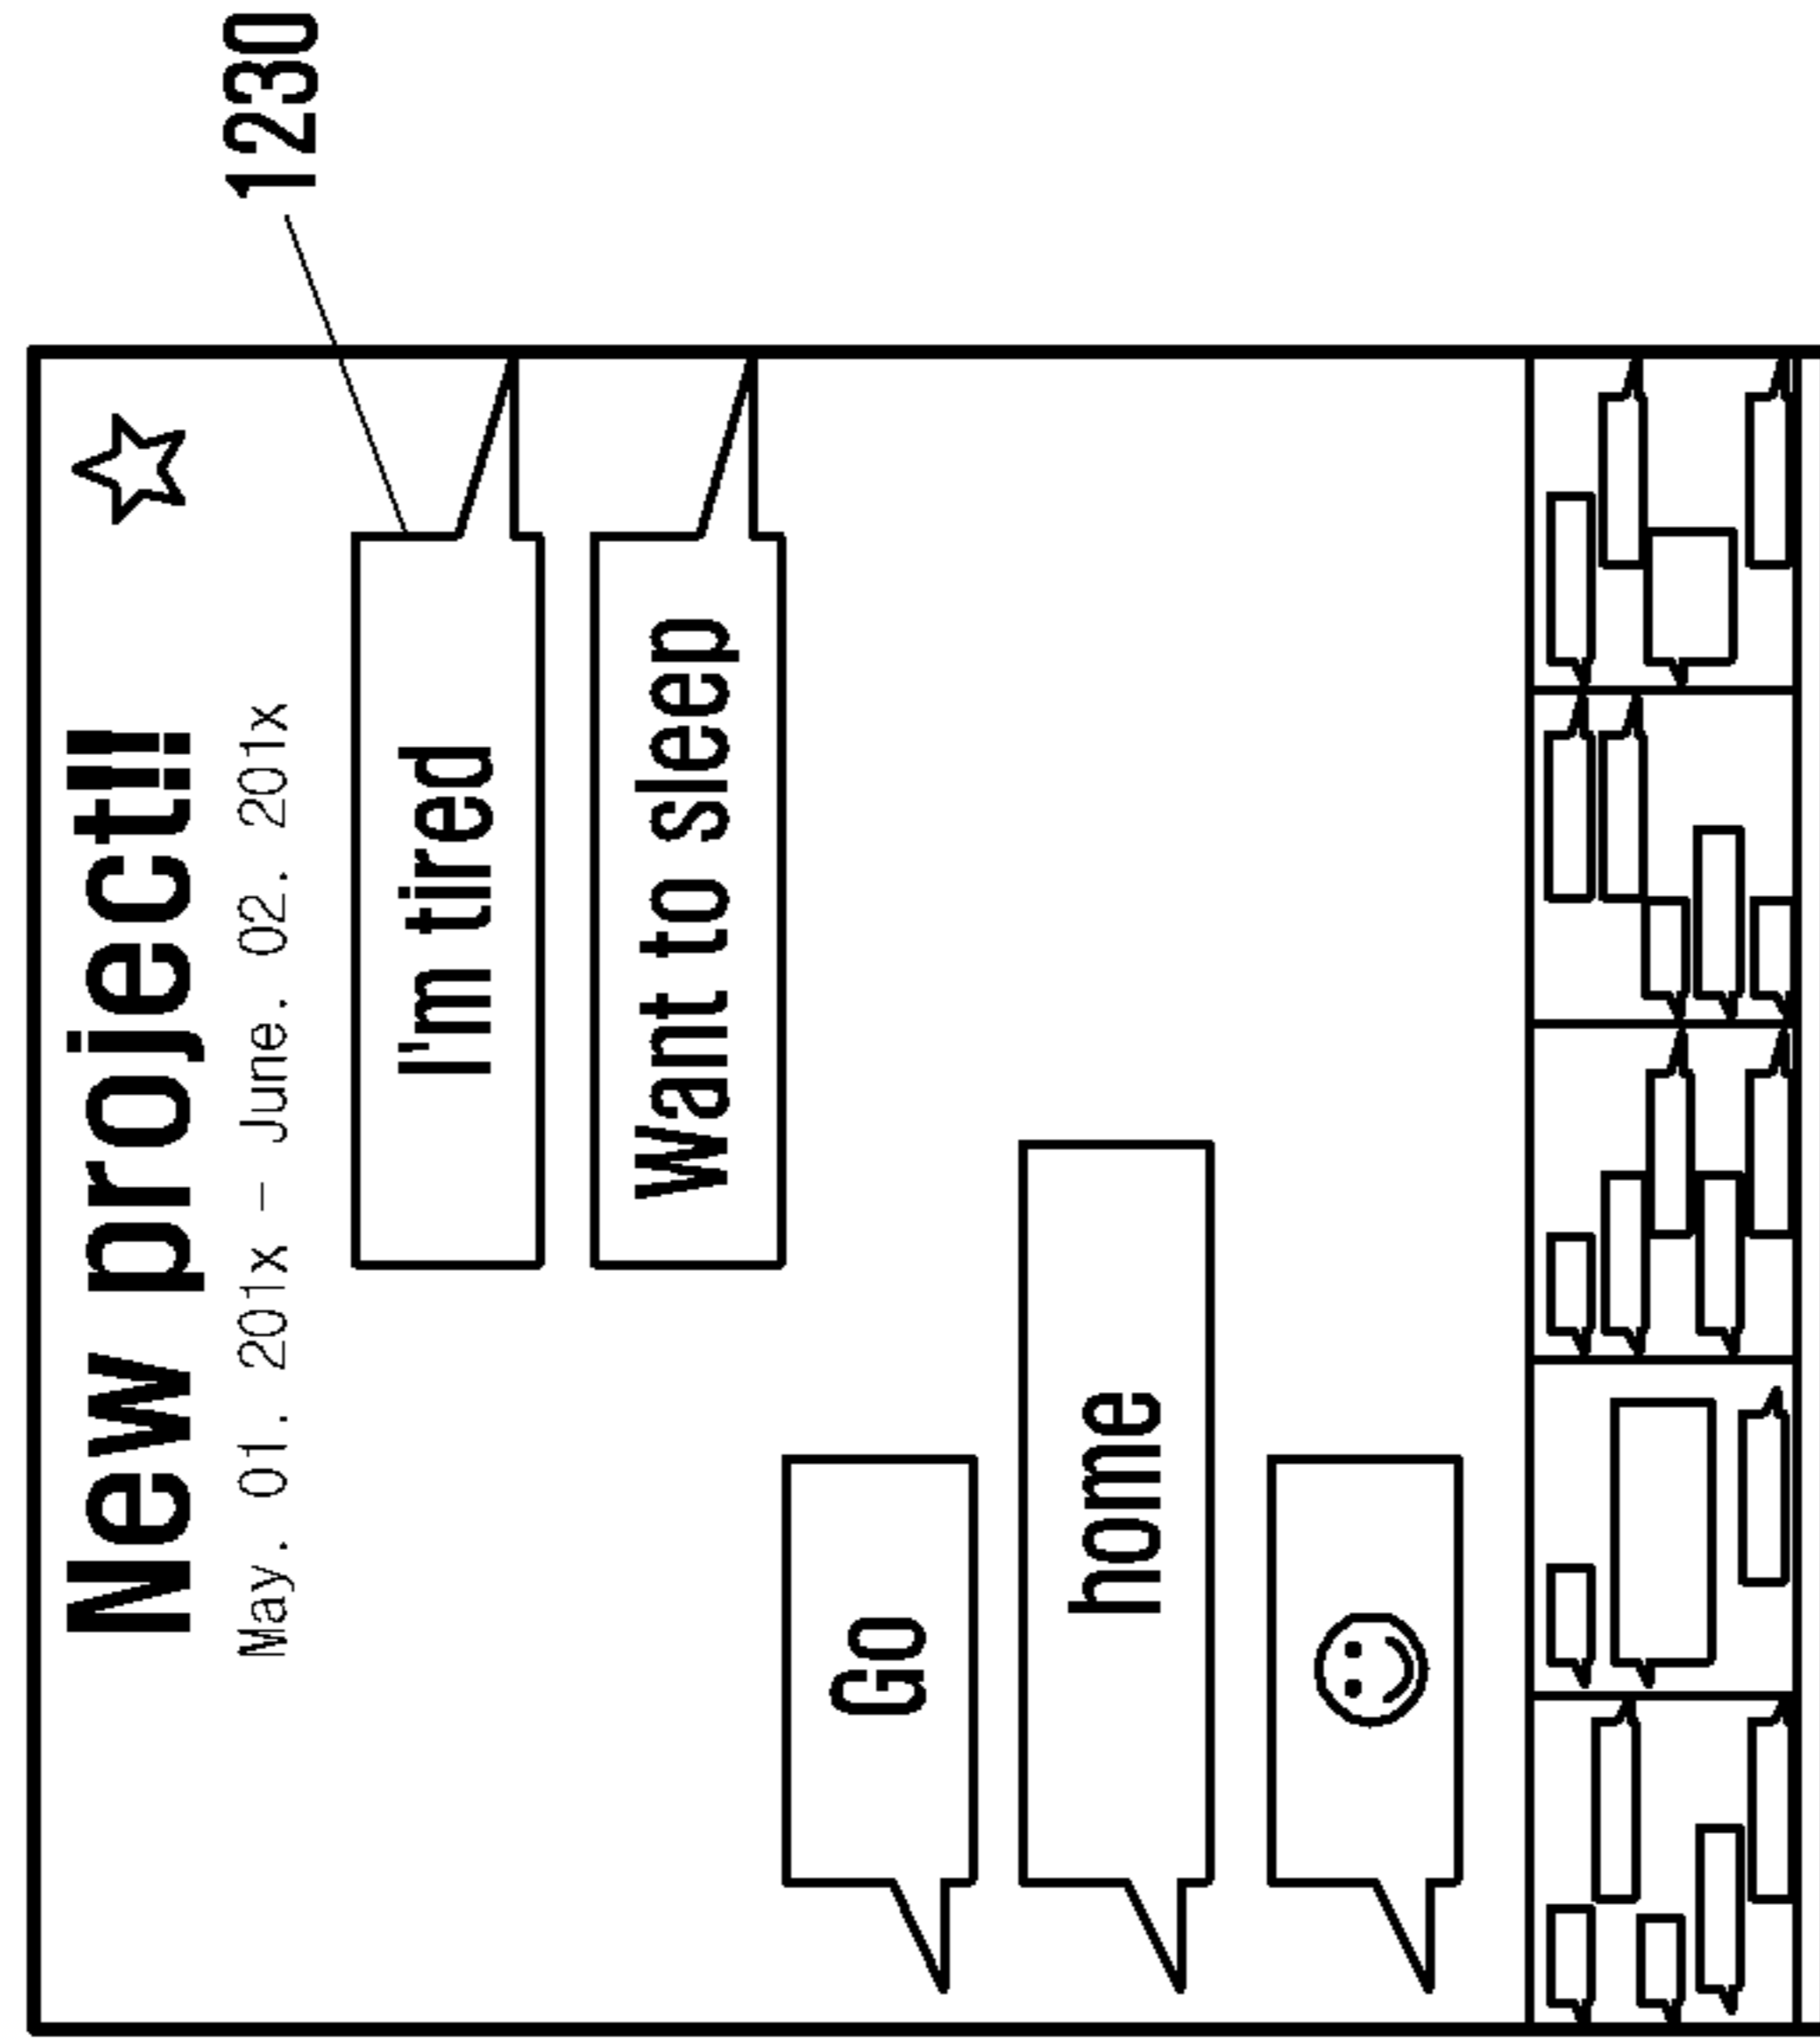 1230
New project!!
May. 01. 201x - June. 02. 201x
I'm tired
Want to sleep
Go
home